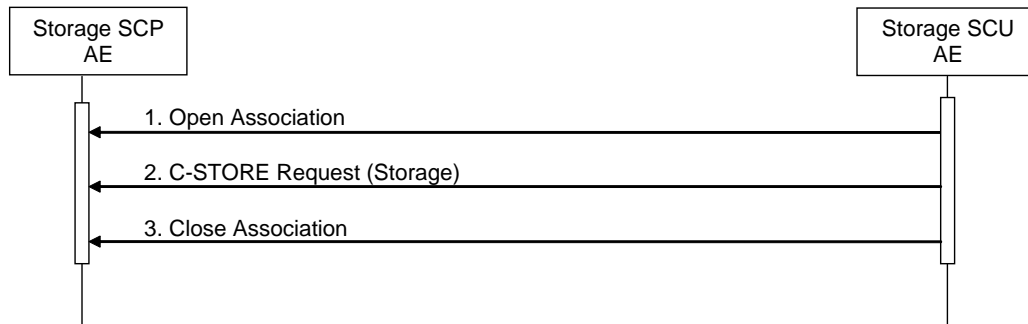 Storage SCP
AE
Storage SCU
AE
1. Open Association
2. C-STORE Request (Storage)
3. Close Association